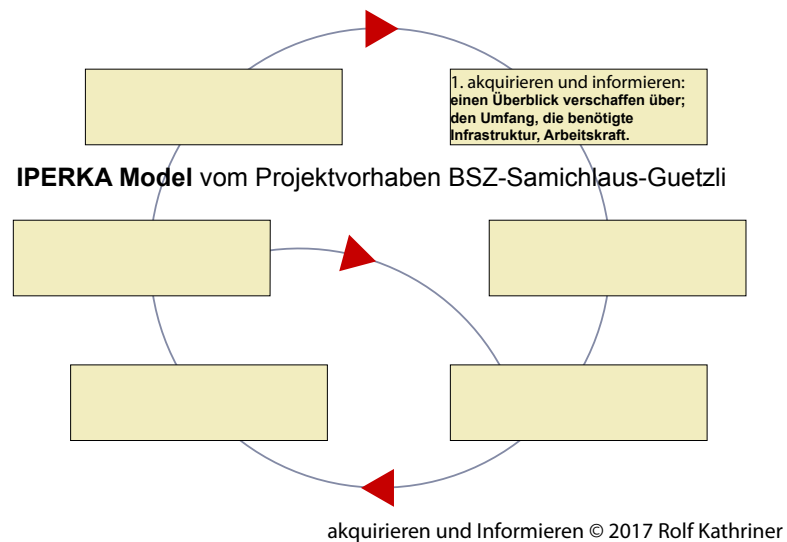 1. akquirieren und informieren:
einen Überblick verschaffen über;
den Umfang, die benötigte
Infrastruktur, Arbeitskraft.
IPERKA Model vom Projektvorhaben BSZ-Samichlaus-Guetzli
akquirieren und Informieren © 2017 Rolf Kathriner